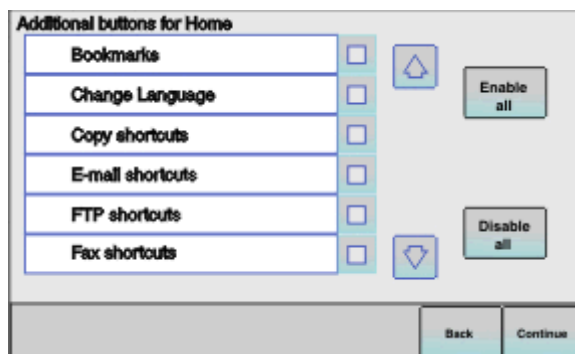 Additional buttons for Home
Bookmarks
Change Language
Copy shortcuts
E-mail shortcuts
FTP shortcuts
Fax shortcuts
Enable
all
Disable
all
Back
Continue